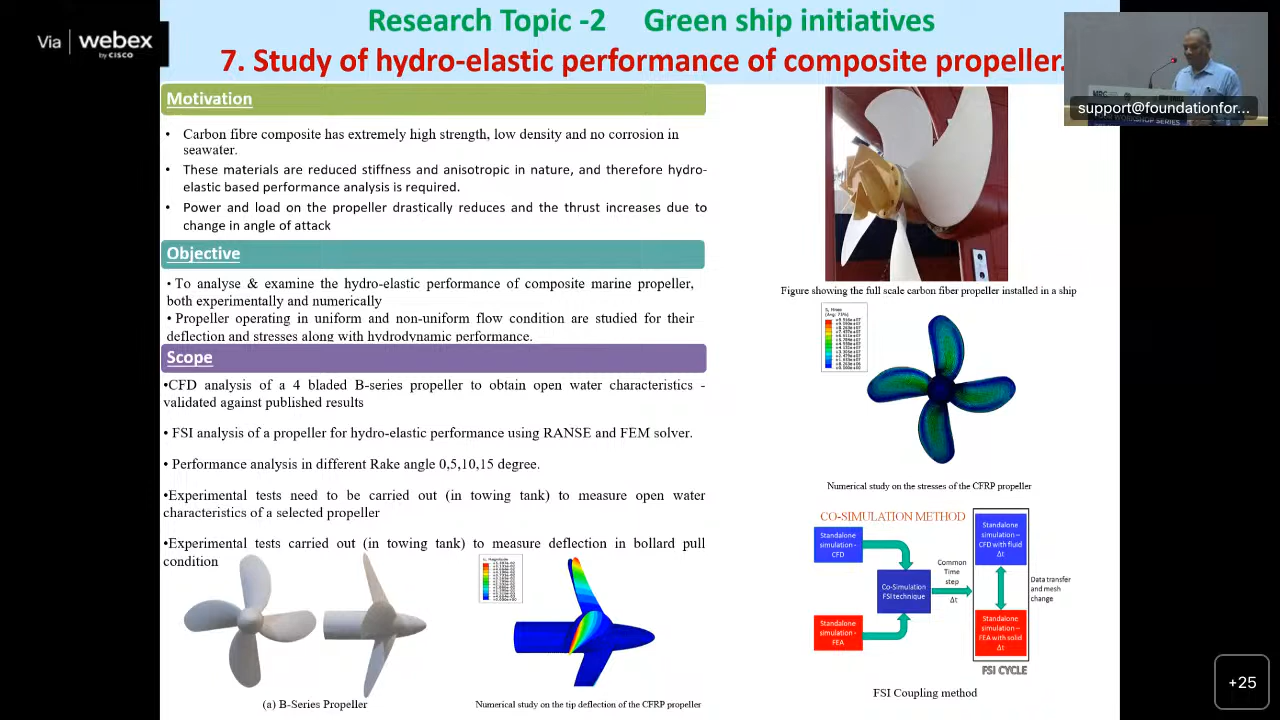 Research Topic -2 Green ship initiatives
7. Study of hydro-elastic performance of composite propeller.
Via webex
by CISCO
support@foundationfor...
Motivation
• Carbon fibre composite has extremely high strength, low density and no corrosion in
seawater.
• These materials are reduced stiffness and anisotropic in nature, and therefore hydro-
elastic based performance analysis is required.
• Power and load on the propeller drastically reduces and the thrust increases due to
change in angle of attack
Objective
• To analyse & examine the hydro-elastic performance of composite marine propeller,
both experimentally and numerically
• Propeller operating in uniform and non-uniform flow condition are studied for their
deflection and stresses along with hydrodynamic performance.
Scope
•CFD analysis of a 4 bladed B-series propeller to obtain open water characteristics -
validated against published results
• FSI analysis of a propeller for hydro-elastic performance using RANSE and FEM solver.
• Performance analysis in different Rake angle 0,5,10,15 degree.
•Experimental tests need to be carried out (in towing tank) to measure open water
characteristics of a selected propeller
•Experimental tests carried out (in towing tank) to measure deflection in bollard pull
condition
(a) B-Series Propeller
Numerical study on the tip deflection of the CFRP propeller
Figure showing the full scale carbon fiber propeller installed in a ship
Numerical study on the stresses of the CFRP propeller
CO-SIMULATION METHOD
Standalone
simulation -
CFD
Standalone
simulation -
FEA
Co-Simulation
FSI technique
Common
Time
step
Δt
Standalone
simulation –
CFD with fluid
Δt
Standalone
simulation –
FEA with solid
Δt
Data transfer
and mesh
change
FSI CYCLE
FSI Coupling method
+25